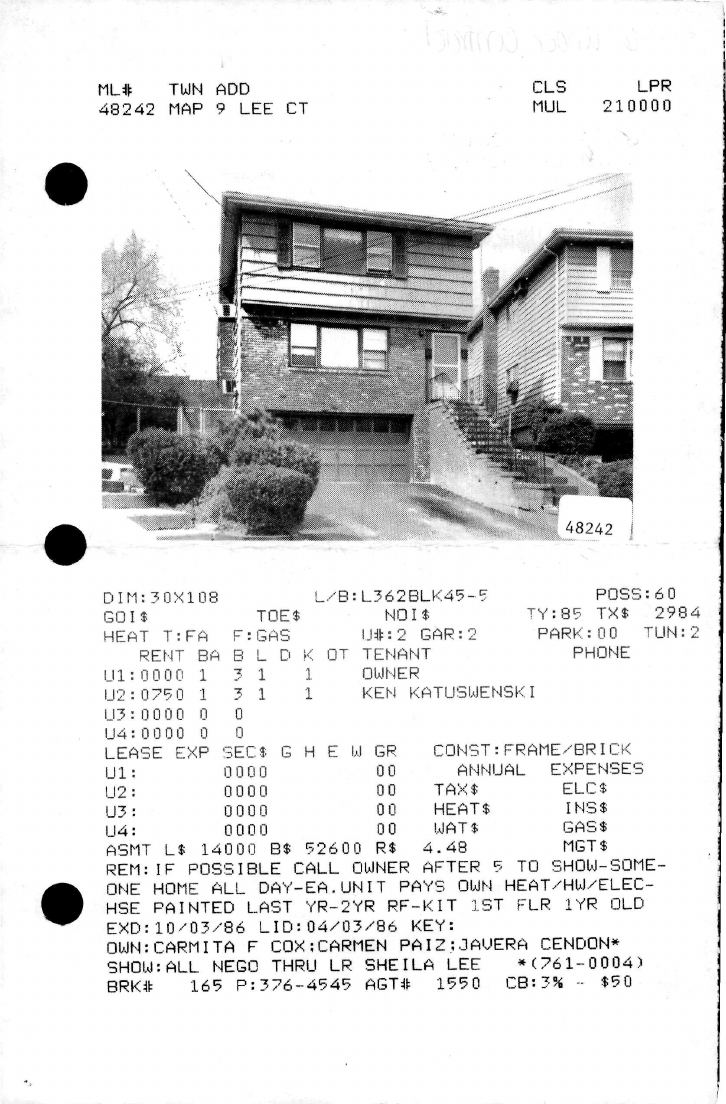 ML# TWN ADD CLS LPR
48242 MAP 9 LEE CT MUL 210000
48242
DIM:30X108 L/B:L362BLK45-5 POSS:60
GOI$ TOE$ NOI$ TY:85 TX$ 2984
HEAT T:FA F:GAS U#:2 GAR:2 PARK:00 TUN:2
RENT BA B L D K OT TENANT PHONE
U1:0000 1 3 1 1 OWNER
U2:0750 1 3 1 1 KEN KATUSWENSKI
U3:0000 0 0
U4:0000 0 0
LEASE EXP SEC$ G H E W GR CONST:FRAME/BRICK
U1: 0000 00 ANNUAL EXPENSES
U2: 0000 00 TAX$ ELC$
U3: 0000 00 HEAT$ INS$
U4: 0000 00 WAT$ GAS$
ASMT L$ 14000 B$ 52600 R$ 4.48 MGT$
REM:IF POSSIBLE CALL OWNER AFTER 5 TO SHOW-SOME-
ONE HOME ALL DAY-EA.UNIT PAYS OWN HEAT/HW/ELEC-
HSE PAINTED LAST YR-2YR RF-KIT 1ST FLR 1YR OLD
EXD:10/03/86 LID:04/03/86 KEY:
OWN:CARMITA F COX;CARMEN PAIZ;JAVERA CENDON*
SHOW:ALL NEGO THRU LR SHEILA LEE *(761-0004)
BRK# 165 P:376-4545 AGT# 1550 CB:3% - $50